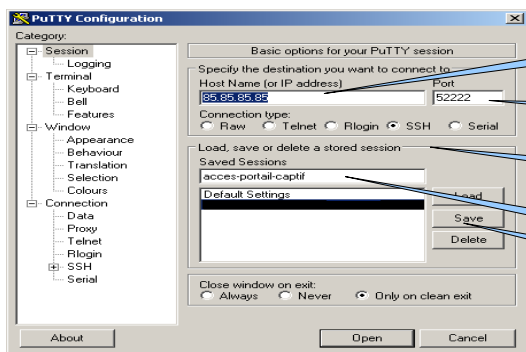 PuTTY Configuration
Category:
Session
Logging
Terminal
Keyboard
Bell
Features
Window
Appearance
Behaviour
Translation
Selection
Colours
Connection
Data
Proxy
Telnet
Rlogin
SSH
Serial
Basic options for your PuTTY session
Specify the destination you want to connect to
Host Name (or IP address) Port
85.85.85.85 52222
Connection type:
Raw Telnet Rlogin SSH Serial
Load, save or delete a stored session
Saved Sessions
acces-portail-captif
Default Settings
Load
Save
Delete
Close window on exit:
Always Never Only on clean exit
About Open Cancel